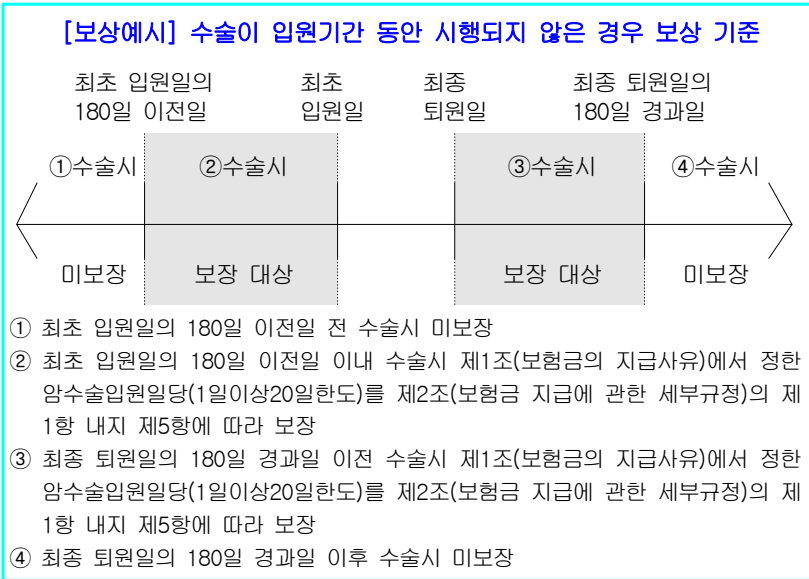 [보상예시] 수술이 입원기간 동안 시행되지 않은 경우 보상 기준
최초 입원일의 최초 최종 최종 퇴원일의
180일 이전일 입원일 퇴원일 180일 경과일
①수술시 ②수술시 ③수술시 ④수술시
미보장 보장 대상 보장 대상 미보장
① 최초 입원일의 180일 이전일 전 수술시 미보장
② 최초 입원일의 180일 이전일 이내 수술시 제1조(보험금의 지급사유)에서 정한
암수술입원일당(1일이상20일한도)를 제2조(보험금 지급에 관한 세부규정)의 제
1항 내지 제5항에 따라 보장
③ 최종 퇴원일의 180일 경과일 이전 수술시 제1조(보험금의 지급사유)에서 정한
암수술입원일당(1일이상20일한도)를 제2조(보험금 지급에 관한 세부규정)의 제
1항 내지 제5항에 따라 보장
④ 최종 퇴원일의 180일 경과일 이후 수술시 미보장